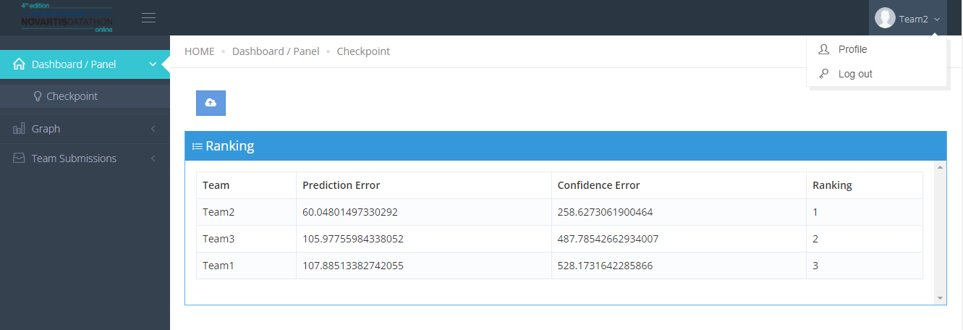 4th edition
NOVARTISDATATHON
online
Team2
Profile
Log out
HOME Dashboard / Panel Checkpoint
Dashboard / Panel
Checkpoint
Graph
Team Submissions
Ranking
Team Prediction Error Confidence Error Ranking
Team2 60.04801497330292 258.6273061900464 1
Team3 105.97755984338052 487.78542662934007 2
Team1 107.88513382742055 528.1731642285866 3